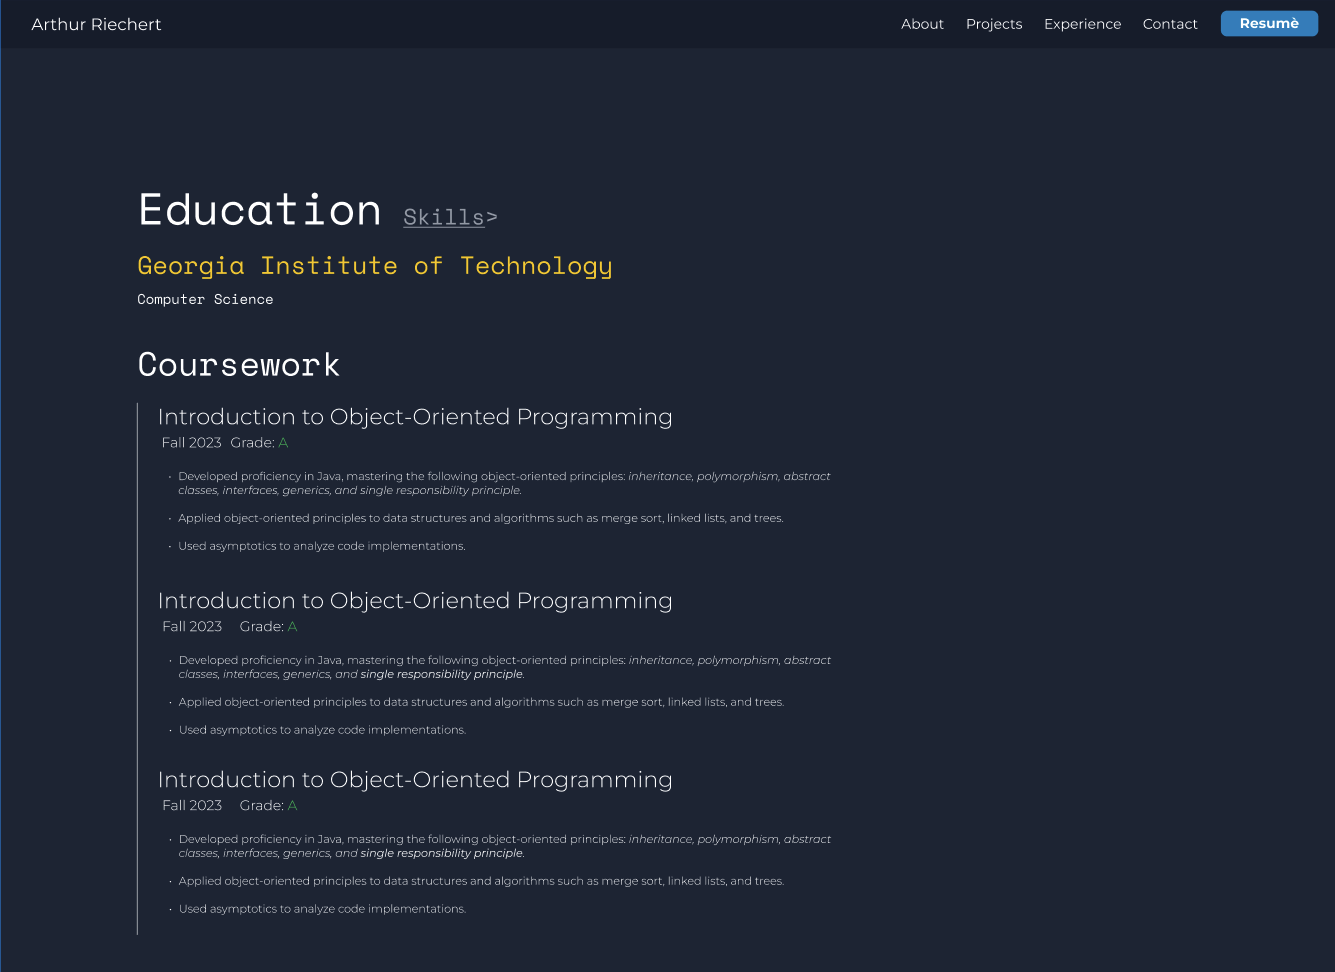 Arthur Riechert
About Projects Experience Contact Resumè
Education Skills>
Georgia Institute of Technology
Computer Science
Coursework
Introduction to Object-Oriented Programming
Fall 2023 Grade: A
• Developed proficiency in Java, mastering the following object-oriented principles: inheritance, polymorphism, abstract
classes, interfaces, generics, and single responsibility principle.
• Applied object-oriented principles to data structures and algorithms such as merge sort, linked lists, and trees.
• Used asymptotics to analyze code implementations.
Introduction to Object-Oriented Programming
Fall 2023 Grade: A
• Developed proficiency in Java, mastering the following object-oriented principles: inheritance, polymorphism, abstract
classes, interfaces, generics, and single responsibility principle.
• Applied object-oriented principles to data structures and algorithms such as merge sort, linked lists, and trees.
• Used asymptotics to analyze code implementations.
Introduction to Object-Oriented Programming
Fall 2023 Grade: A
• Developed proficiency in Java, mastering the following object-oriented principles: inheritance, polymorphism, abstract
classes, interfaces, generics, and single responsibility principle.
• Applied object-oriented principles to data structures and algorithms such as merge sort, linked lists, and trees.
• Used asymptotics to analyze code implementations.